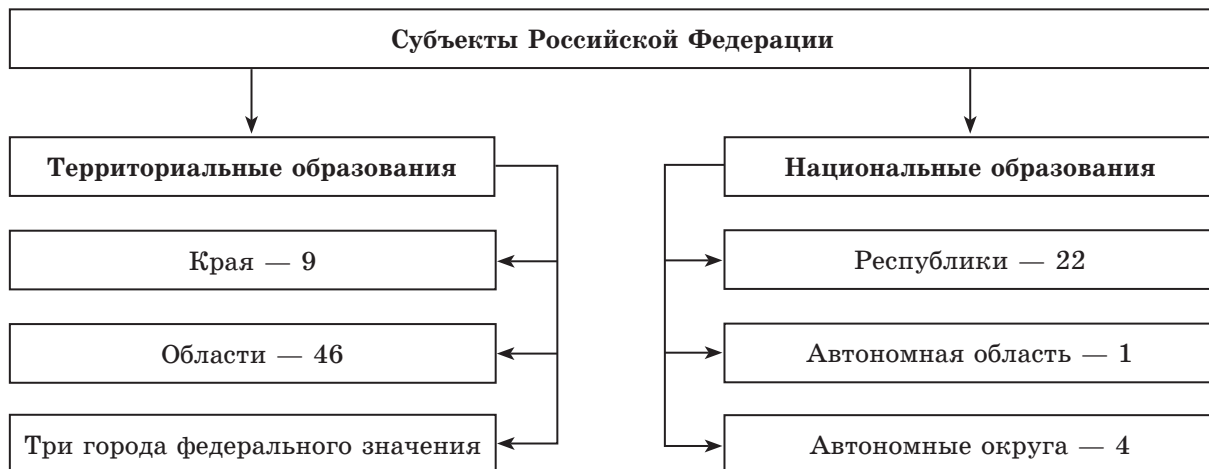 Субъекты Российской Федерации
Территориальные образования
Края — 9
Области — 46
Три города федерального значения
Национальные образования
Республики — 22
Автономная область — 1
Автономные округа — 4